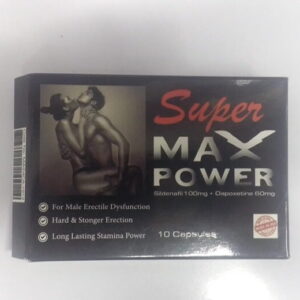 Super
MAX
POWER
Sildenafil 100mg + Dapoxetine 60mg
For Male Erectile Dysfunction
Hard & Stonger Erection
Long Lasting Stamina Power
10 Capsules